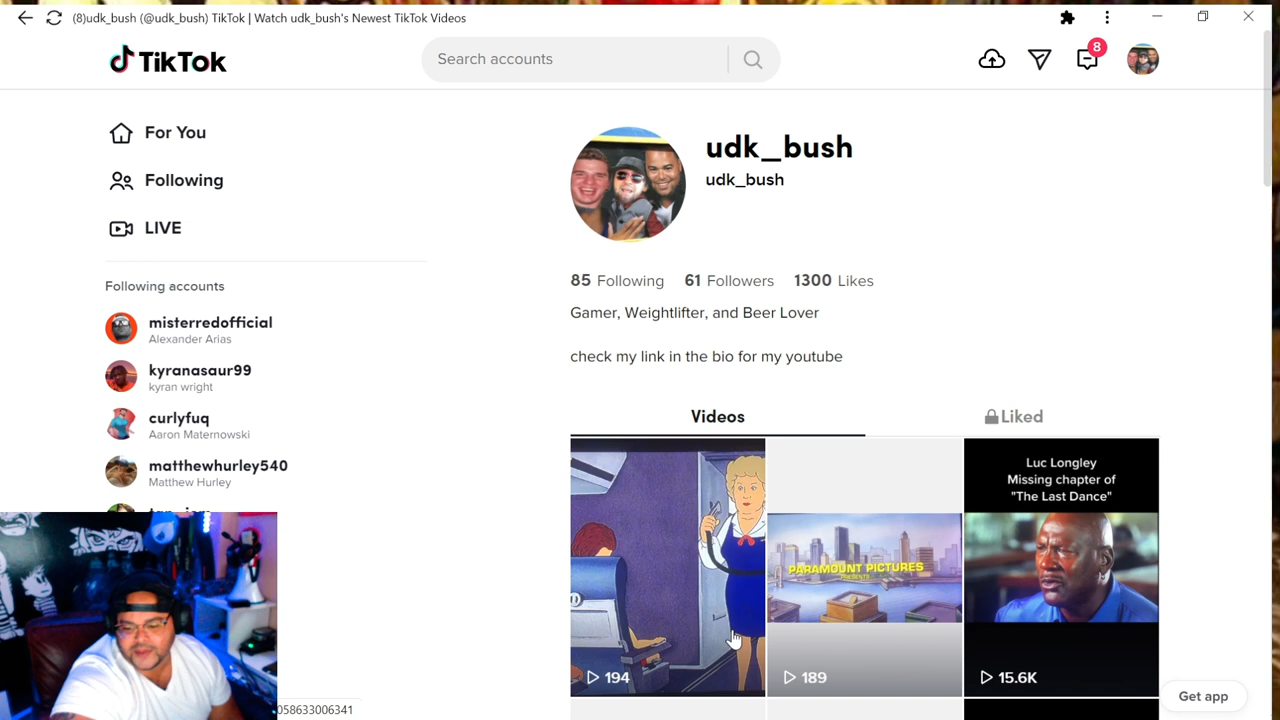 (8)udk_bush (@udk_bush) TikTok | Watch udk_bush's Newest TikTok Videos
TikTok
Search accounts
8
For You
Following
LIVE
Following accounts
misterredofficial
Alexander Arias
kyranasaur99
kyran wright
curlyfuq
Aaron Maternowski
matthewhurley540
Matthew Hurley
udk_bush
udk_bush
85 Following 61 Followers 1300 Likes
Gamer, Weightlifter, and Beer Lover
check my link in the bio for my youtube
Videos
Liked
194
PARAMOUNT PICTURES
PRESENTS
189
Luc Longley
Missing chapter of
"The Last Dance"
15.6K
Get app
058633006341